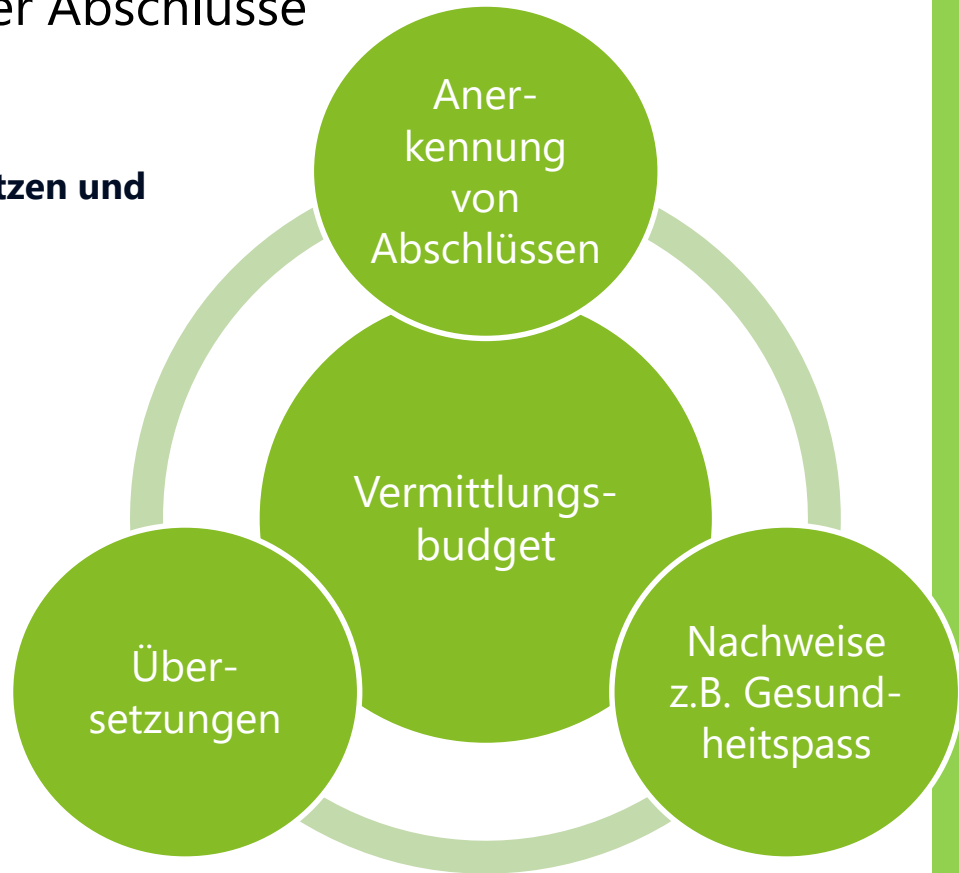 er Abschlüsse
tzen und
Aner-
kennung
von
Abschlüssen
Vermittlungs-
budget
Über-
setzungen
Nachweise
z.B. Gesund-
heitspass